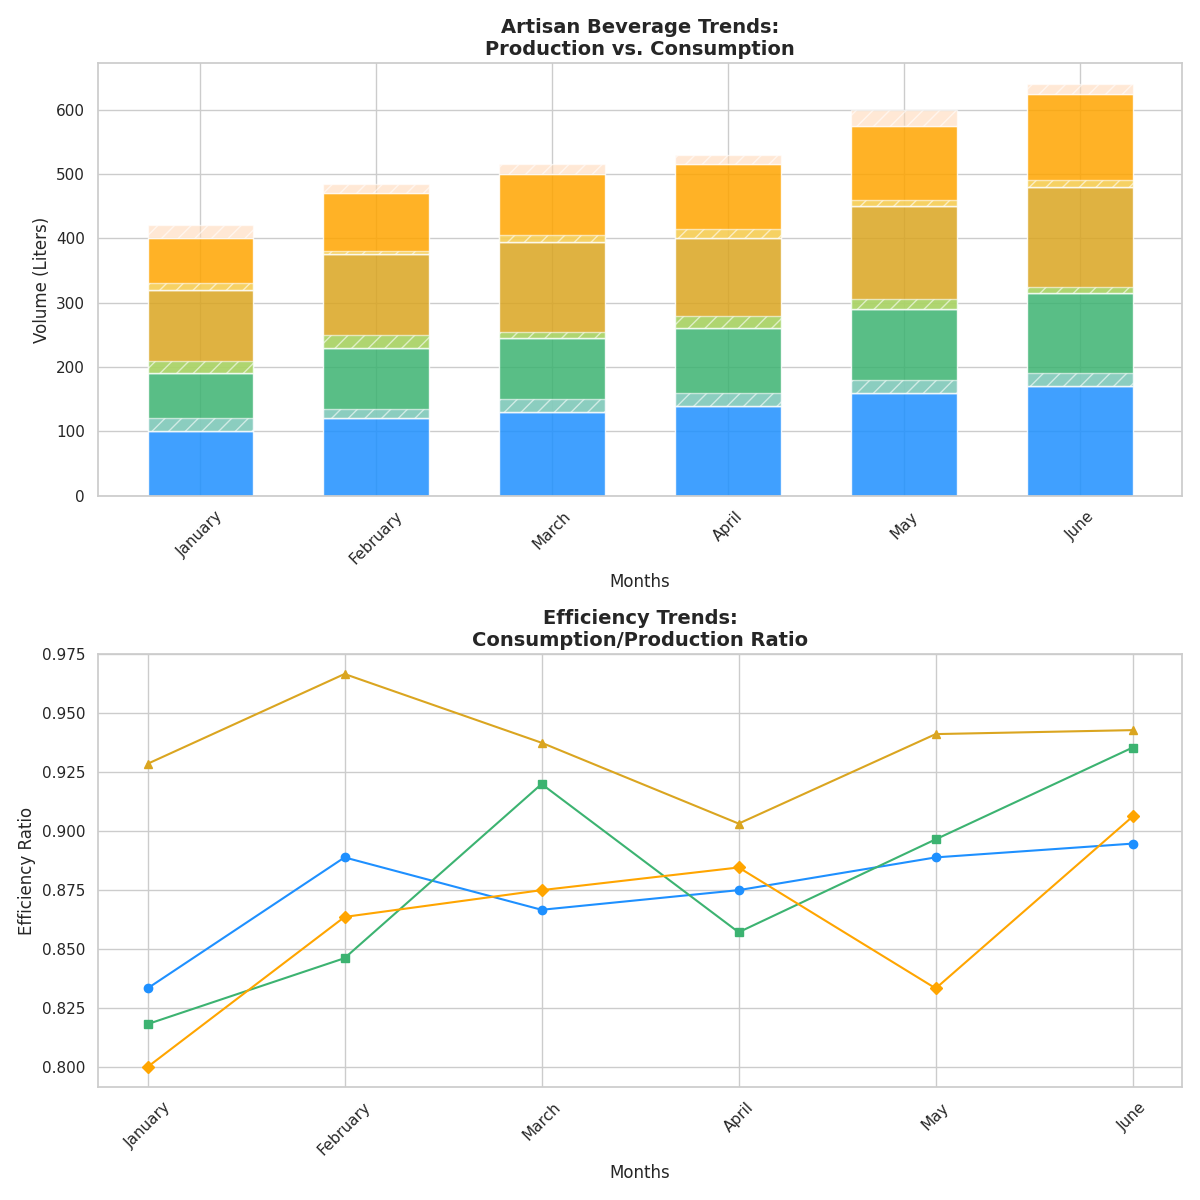 Artisan Beverage Trends:
Production vs. Consumption
Volume (Liters)
600
500
400
300
200
100
0
January
February
March
April
May
June
Months
Efficiency Trends:
Consumption/Production Ratio
Efficiency Ratio
0.975
0.950
0.925
0.900
0.875
0.850
0.825
0.800
January
February
March
April
May
June
Months